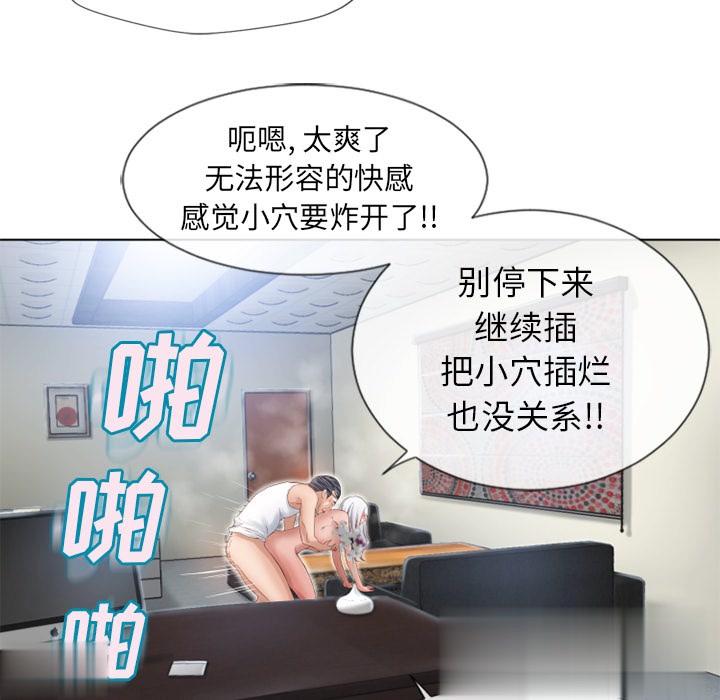 呃嗯, 太爽了
无法形容的快感
感觉小穴要炸开了!!
别停下来
继续插
把小穴插烂
也没关系!!
啪
啪
啪